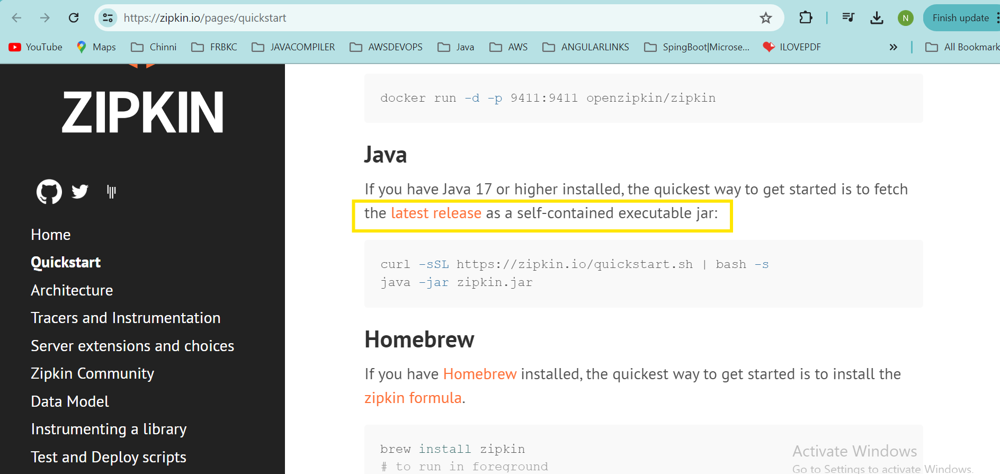 https://zipkin.io/pages/quickstart
N
Finish update
YouTube
Maps
Chinni
FRBKC
JAVACOMPILER
AWSDEVOPS
Java
AWS
ANGULARLINKS
SpingBoot|Microse...
ILOVEPDF
»
All Bookmark
ZIPKIN
Home
Quickstart
Architecture
Tracers and Instrumentation
Server extensions and choices
Zipkin Community
Data Model
Instrumenting a library
Test and Deploy scripts
docker run -d -p 9411:9411 openzipkin/zipkin
Java
If you have Java 17 or higher installed, the quickest way to get started is to fetch
the latest release as a self-contained executable jar:
curl -sSL https://zipkin.io/quickstart.sh | bash -s
java -jar zipkin.jar
Homebrew
If you have Homebrew installed, the quickest way to get started is to install the
zipkin formula.
brew install zipkin
# to run in foreground
Activate Windows
Go to Settings to activate Windows.